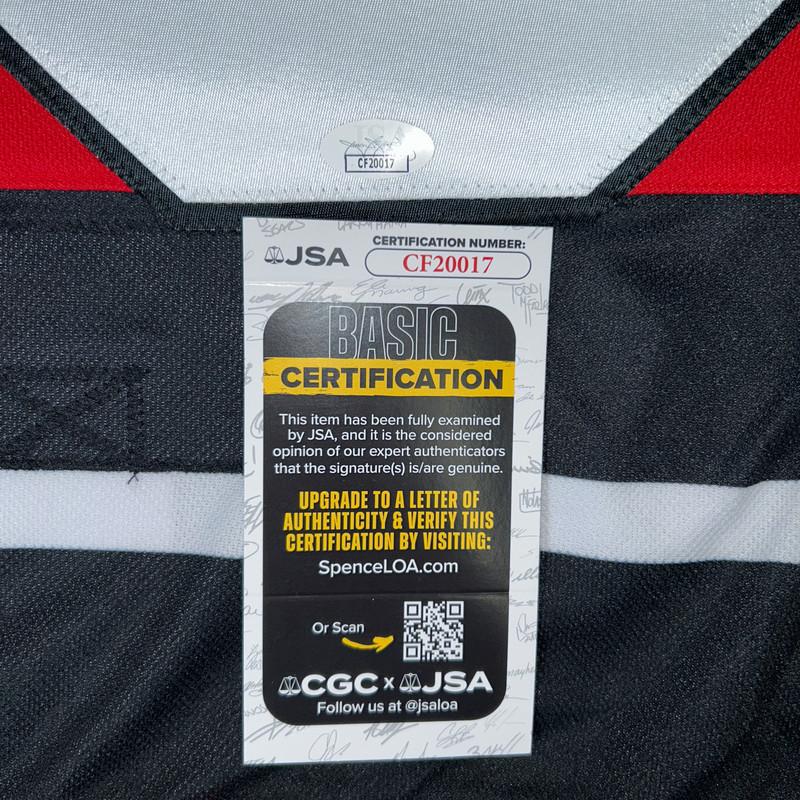 JSA
CF20017
JSA
CERTIFICATION NUMBER:
CF20017
BASIC
CERTIFICATION
This item has been fully examined
by JSA, and it is the considered
opinion of our expert authenticators
that the signature(s) is/are genuine.
UPGRADE TO A LETTER OF
AUTHENTICITY & VERIFY THIS
CERTIFICATION BY VISITING:
SpenceLOA.com
Or Scan
CGC x JSA
Follow us at @jsaloa